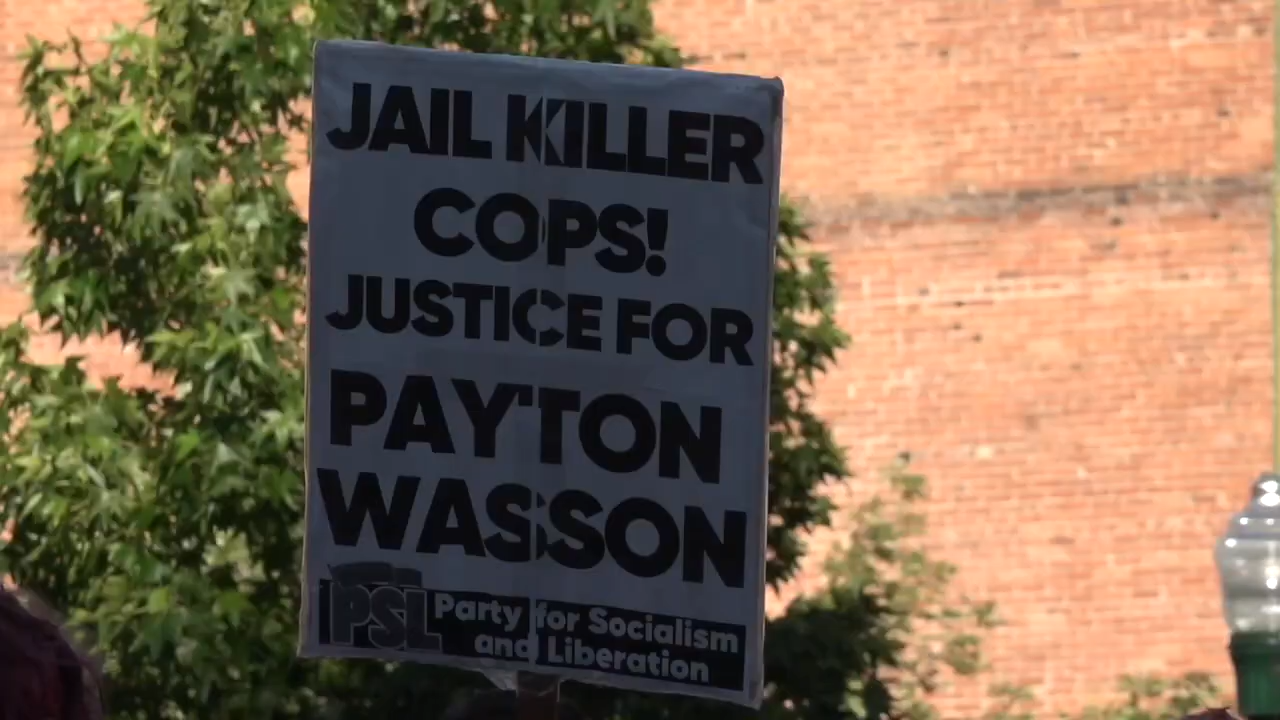 JAIL KILLER
COPS!
JUSTICE FOR
PAYTON
WASSON
PSL
Party for Socialism
and Liberation